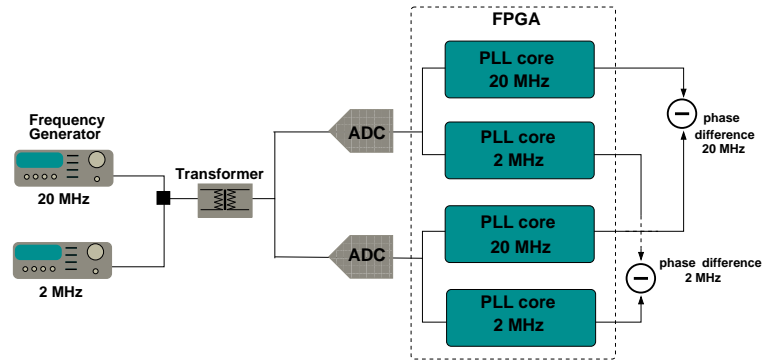 FPGA
PLL core
20 MHz
Frequency
Generator
ADC
phase
difference
20 MHz
PLL core
2 MHz
Transformer
20 MHz
PLL core
20 MHz
ADC
phase difference
2 MHz
2 MHz
PLL core
2 MHz